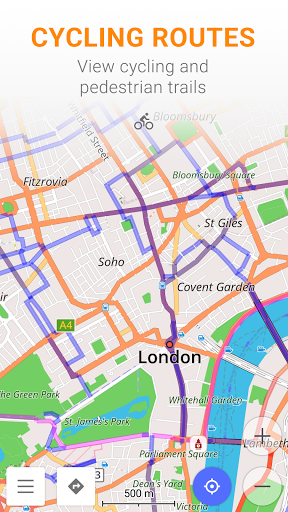 CYCLING ROUTES
View cycling and
pedestrian trails
Bloomsbury
Fitzrovia
Bloomsbury square
St Giles
Soho
Covent Garden
A4
London
The Green Park
Whitehall Garden
St. James's Park
Lambeth
Parliament Square
3
Dean's Yard
500 m